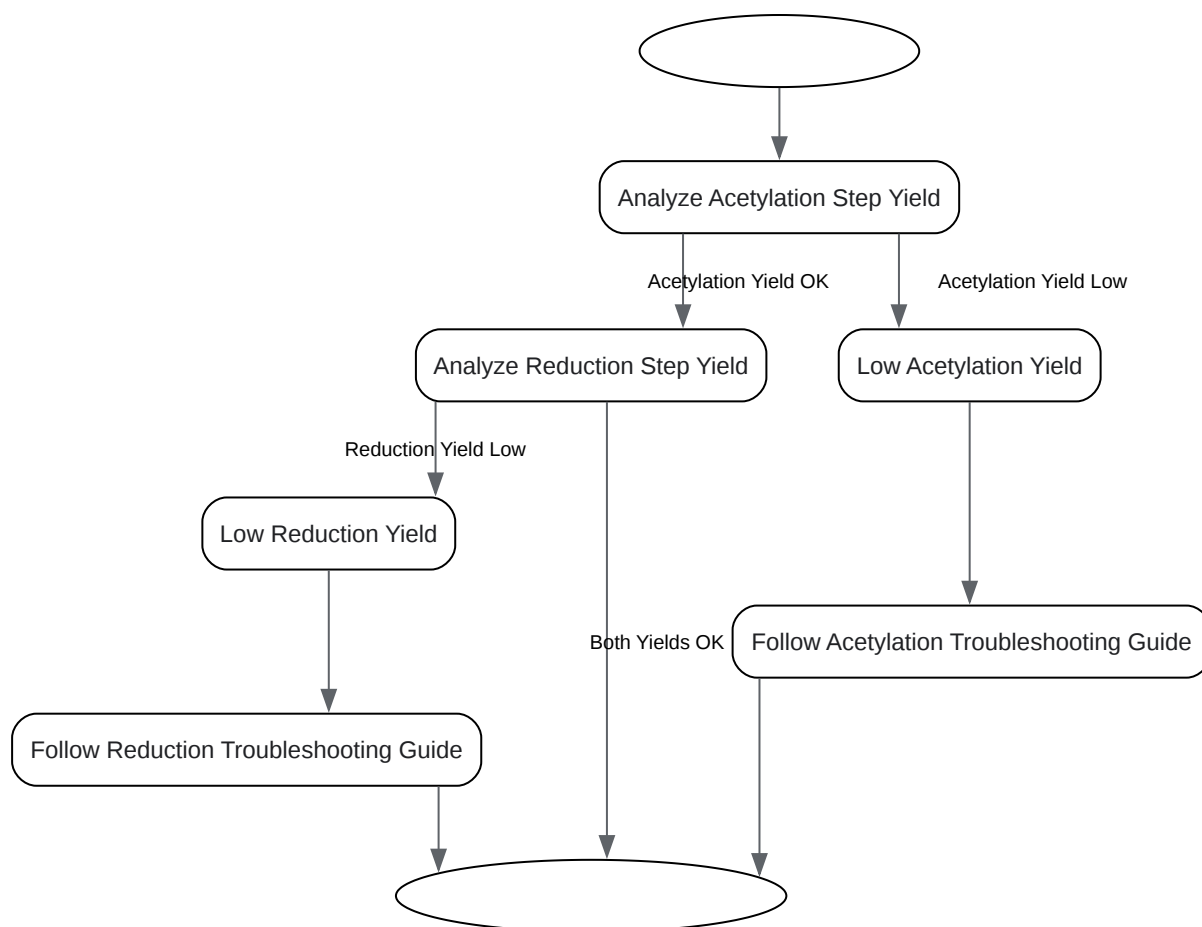 Analyze Acetylation Step Yield
Acetylation Yield OK
Acetylation Yield Low
Analyze Reduction Step Yield
Low Acetylation Yield
Reduction Yield Low
Low Reduction Yield
Both Yields OK
Follow Acetylation Troubleshooting Guide
Follow Reduction Troubleshooting Guide